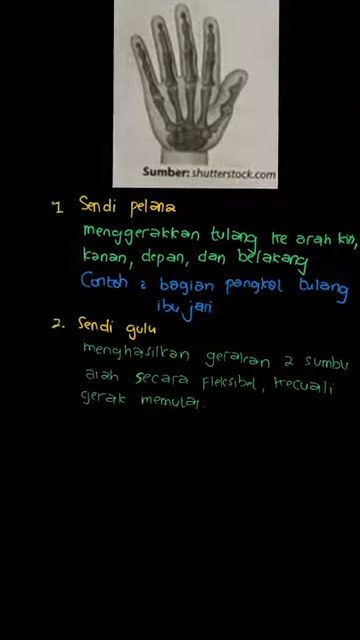 Sumber: shutterstock.com
1 Sendi pelana
menggerakkan tulang ke arah kiri,
kanan, depan, dan belakang
Contoh : bagian pangkal tulang
ibu jari
2. Sendi gulu
menghasilkan gerakan 2 sumbu
arah secara fleksibel, kecuali
gerak memutar.